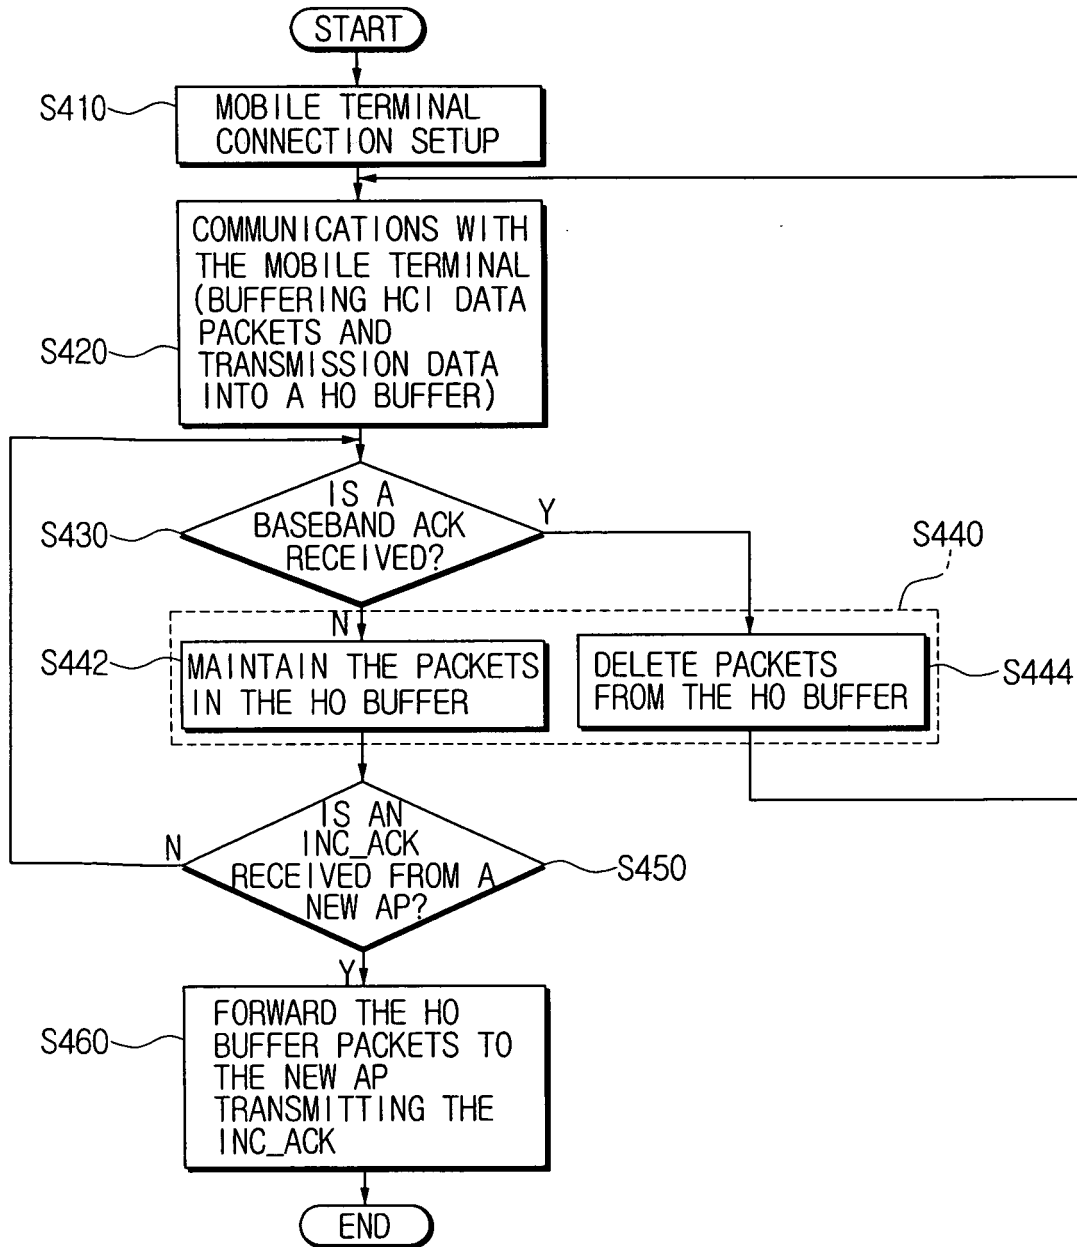 START
S410
MOBILE TERMINAL
CONNECTION SETUP
S420
COMMUNICATIONS WITH
THE MOBILE TERMINAL
(BUFFERING HCI DATA
PACKETS AND
TRANSMISSION DATA
INTO A HO BUFFER)
S430
IS A
BASEBAND ACK
RECEIVED?
Y
N
S440
S442
MAINTAIN THE PACKETS
IN THE HO BUFFER
DELETE PACKETS
FROM THE HO BUFFER
S444
IS AN
INC_ACK
RECEIVED FROM A
NEW AP?
N
S450
Y
S460
FORWARD THE HO
BUFFER PACKETS TO
THE NEW AP
TRANSMITTING THE
INC_ACK
END